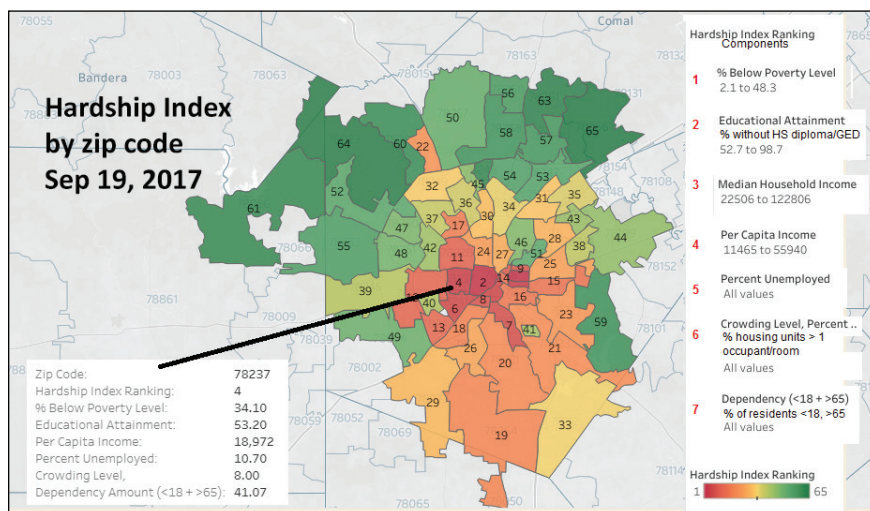 78055
Comal
78163
Bandera
78003
78063
78015
78131
78154
78148
78108
78066
78152
78861
78009
78039
78101
78002
78052
78069
78114
78065
78050
Hardship Index
by zip code
Sep 19, 2017
56
63
50
65
64
60
58
22
57
54
53
45
52
32
61
36
35
31
30
34
37
43
17
47
44
46
28
55
42
38
24
27
51
48
11
25
9
14
4
2
15
39
40
8
16
6
23
59
13
18
7
41
49
26
21
20
29
33
19
Zip Code: 78237
Hardship Index Ranking: 4
% Below Poverty Level: 34.10
Educational Attainment: 53.20
Per Capita Income: 18,972
Percent Unemployed: 10.70
Crowding Level, 8.00
Dependency Amount (<18 + >65): 41.07
Hardship Index Ranking
Components
1 % Below Poverty Level
2.1 to 48.3
2 Educational Attainment
% without HS diploma/GED
52.7 to 98.7
3 Median Household Income
22506 to 122806
4 Per Capita Income
11465 to 55940
5 Percent Unemployed
All values
6 Crowding Level, Percent ..
% housing units > 1
occupant/room
All values
7 Dependency (<18 + >65)
% of residents <18, >65
All values
Hardship Index Ranking
1 65